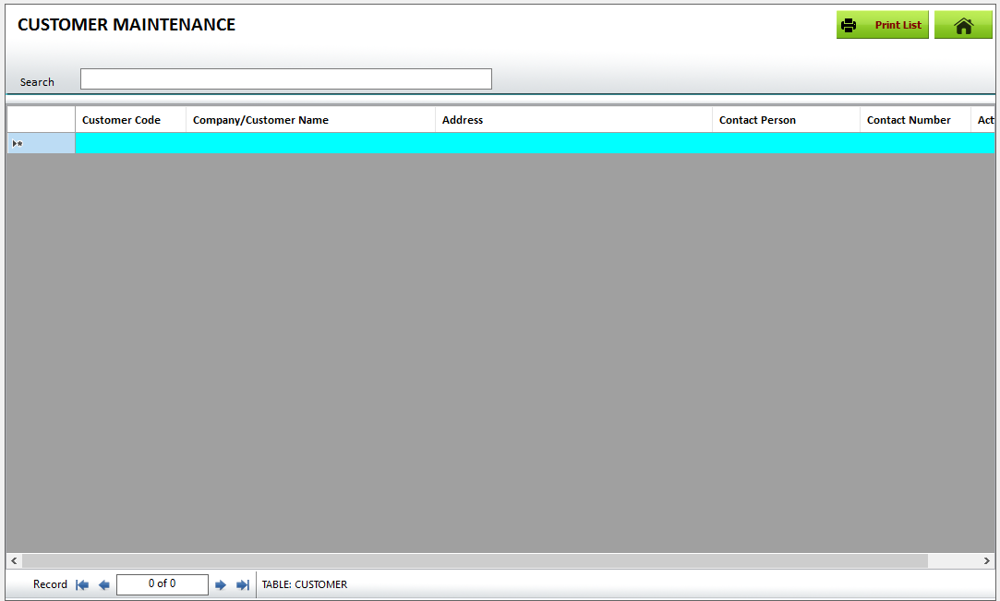 CUSTOMER MAINTENANCE
Print List
Search
Customer Code Company/Customer Name Address Contact Person Contact Number Act
Record 0 of 0 TABLE: CUSTOMER